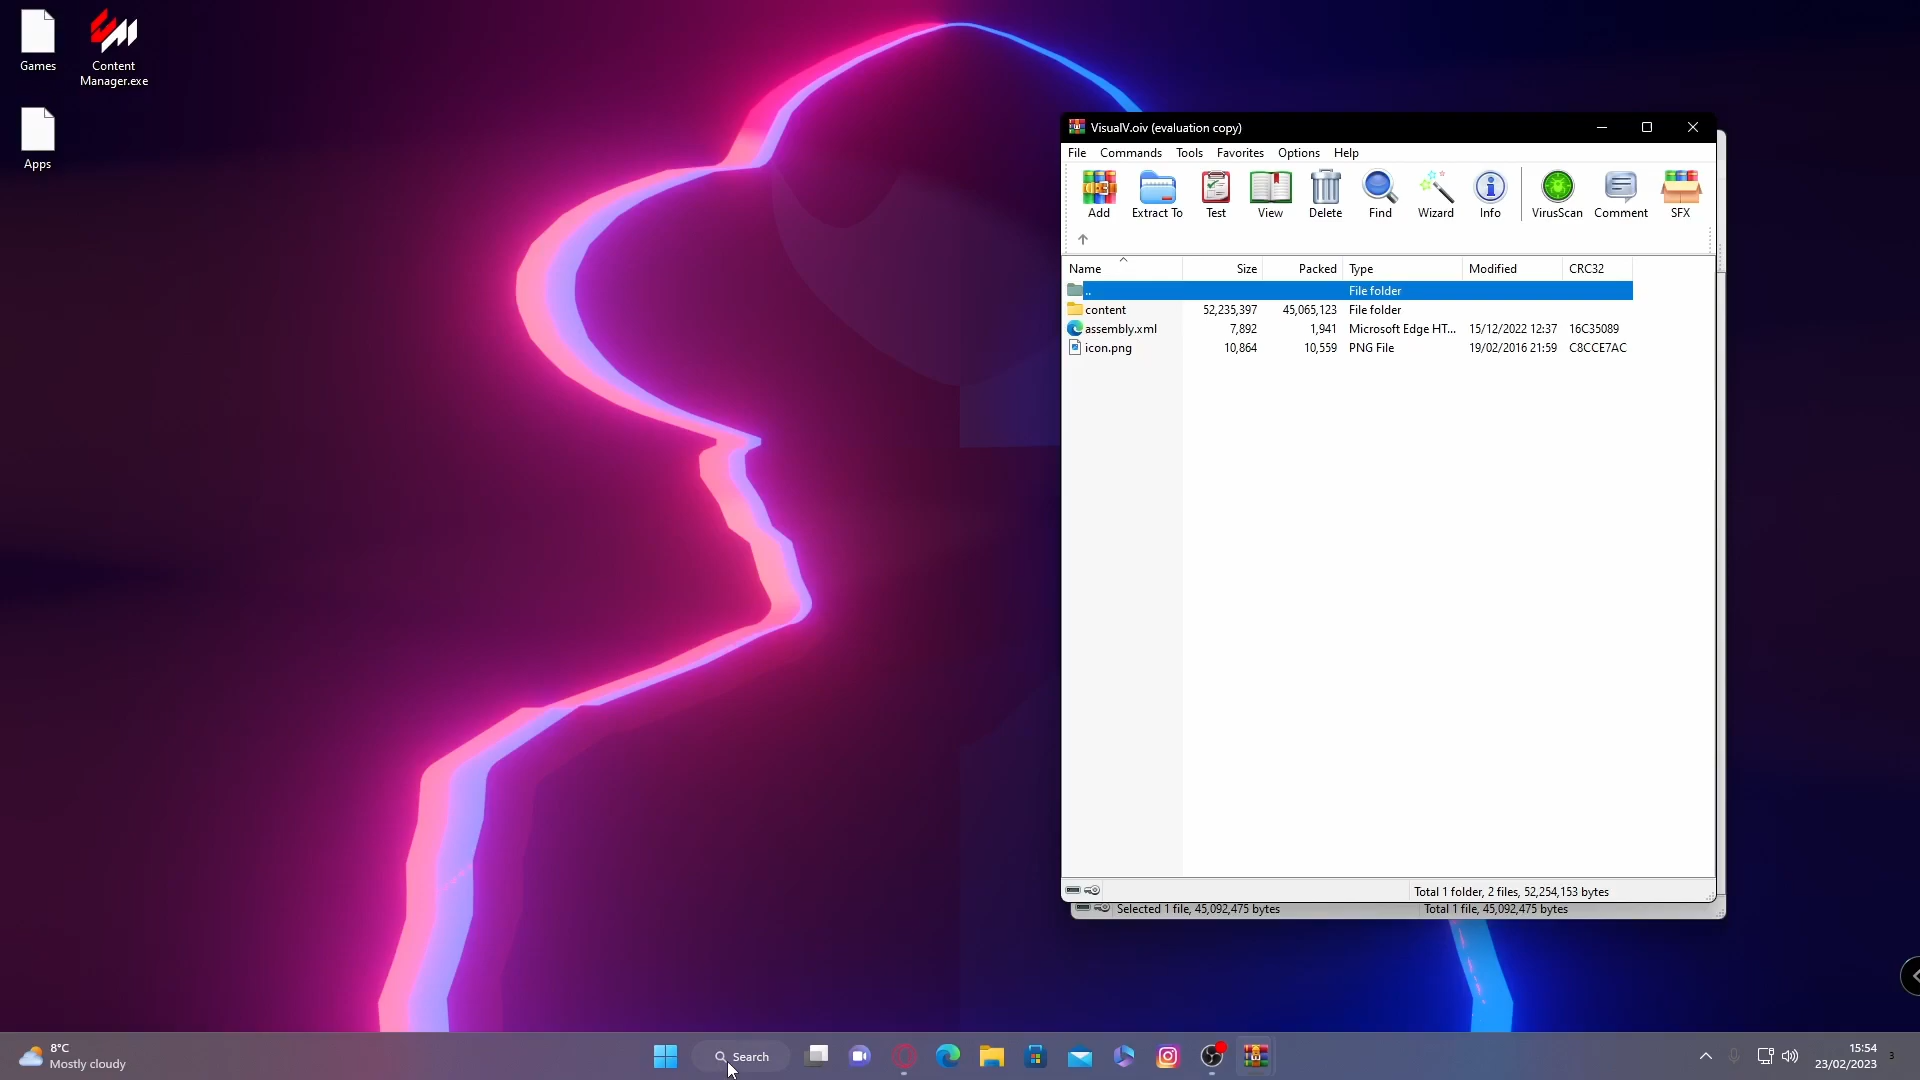 Games
Content
Manager.exe
Apps
VisualV.oiv (evaluation copy)
File Commands Tools Favorites Options Help
Add Extract To Test View Delete Find Wizard Info VirusScan Comment SFX
Name Size Packed Type Modified CRC32
.. File folder
content 52,235,397 45,065,123 File folder
assembly.xml 7,892 1,941 Microsoft Edge HT... 15/12/2022 12:37 16C35089
icon.png 10,864 10,559 PNG File 19/02/2016 21:59 C8CCE7AC
Total 1 folder, 2 files, 52,254,153 bytes
Selected 1 file, 45,092,475 bytes Total 1 file, 45,092,475 bytes
8°C
Mostly cloudy
Search
15:54
23/02/2023
3